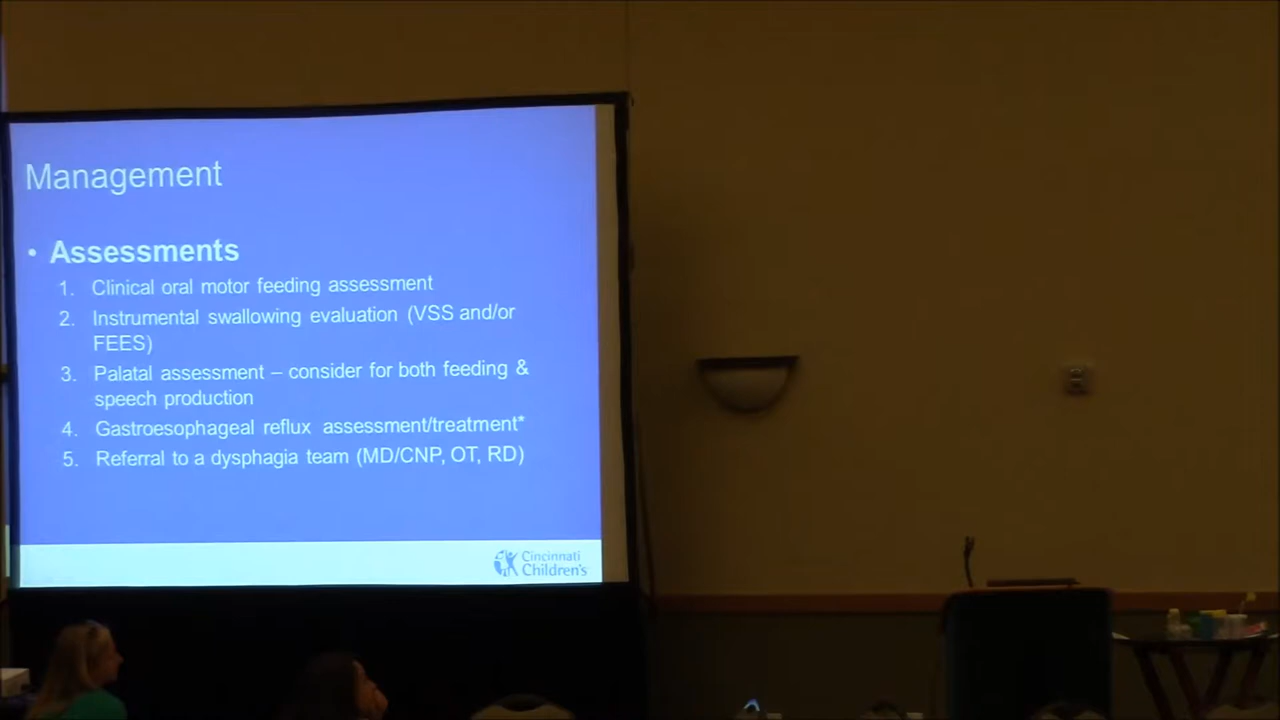 Management
• Assessments
1. Clinical oral motor feeding assessment
2. Instrumental swallowing evaluation (VSS and/or
FEES)
3. Palatal assessment – consider for both feeding &
speech production
4. Gastroesophageal reflux assessment/treatment*
5. Referral to a dysphagia team (MD/CNP, OT, RD)
Cincinnati
Children's